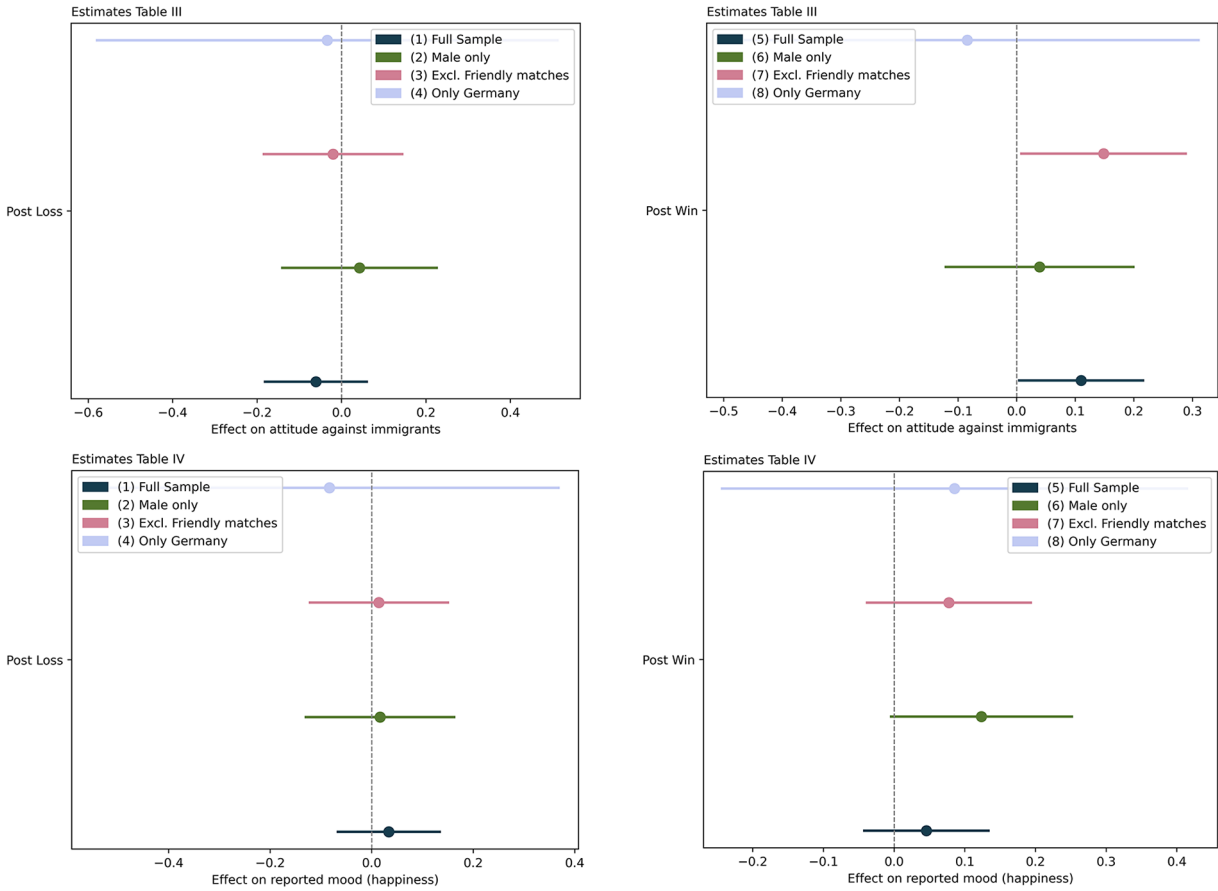 Estimates Table III
(1) Full Sample
(2) Male only
(3) Excl. Friendly matches
(4) Only Germany
Post Loss
−0.6 −0.4 −0.2 0.0 0.2 0.4
Effect on attitude against immigrants
Estimates Table III
(5) Full Sample
(6) Male only
(7) Excl. Friendly matches
(8) Only Germany
Post Win
−0.5 −0.4 −0.3 −0.2 −0.1 0.0 0.1 0.2 0.3
Effect on attitude against immigrants
Estimates Table IV
(1) Full Sample
(2) Male only
(3) Excl. Friendly matches
(4) Only Germany
Post Loss
−0.4 −0.2 0.0 0.2 0.4
Effect on reported mood (happiness)
Estimates Table IV
(5) Full Sample
(6) Male only
(7) Excl. Friendly matches
(8) Only Germany
Post Win
−0.2 −0.1 0.0 0.1 0.2 0.3 0.4
Effect on reported mood (happiness)